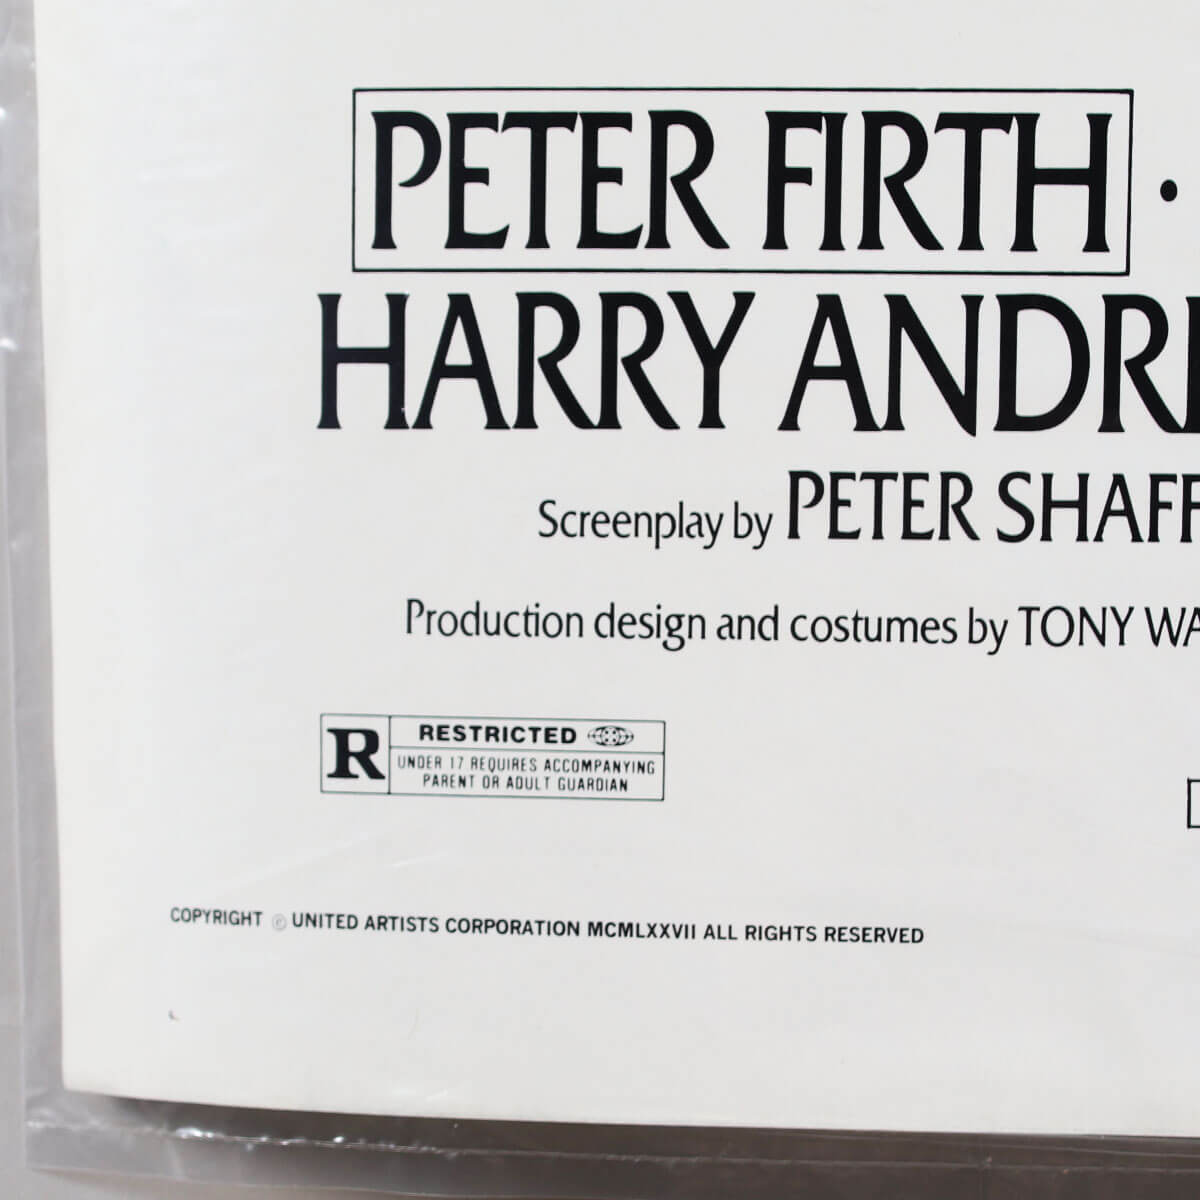 PETER FIRTH ·
HARRY ANDR
Screenplay by PETER SHAFF
Production design and costumes by TONY WA
R
RESTRICTED
UNDER 17 REQUIRES ACCOMPANYING
PARENT OR ADULT GUARDIAN
COPYRIGHT © UNITED ARTISTS CORPORATION MCMLXXVII ALL RIGHTS RESERVED